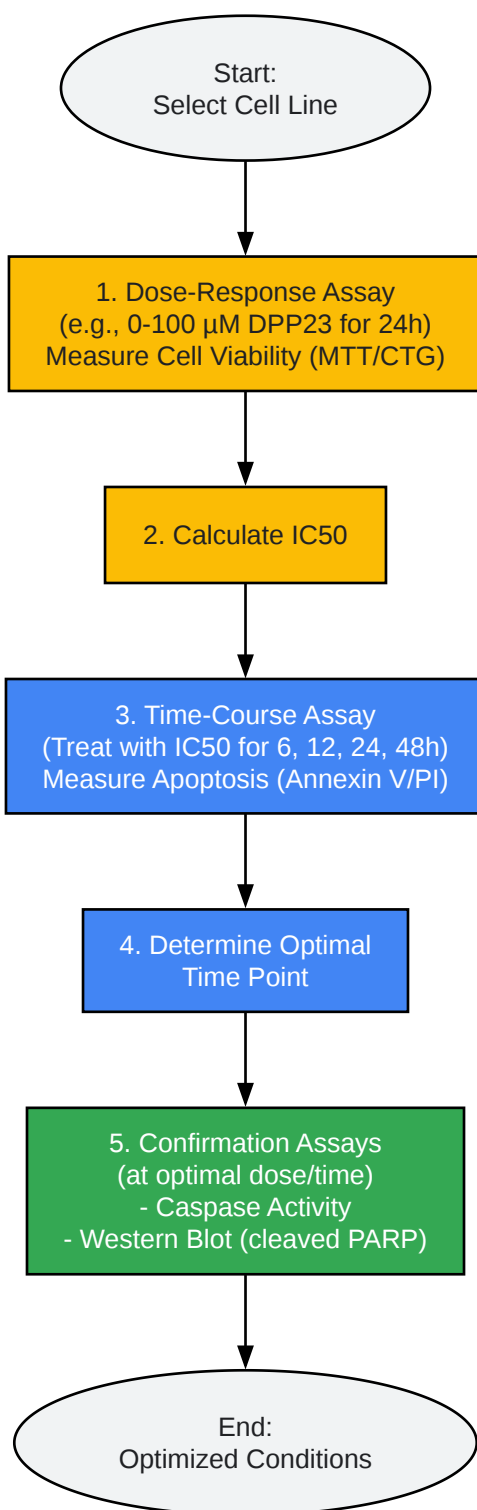 Start:
Select Cell Line
1. Dose-Response Assay
(e.g., 0-100 µM DPP23 for 24h)
Measure Cell Viability (MTT/CTG)
2. Calculate IC50
3. Time-Course Assay
(Treat with IC50 for 6, 12, 24, 48h)
Measure Apoptosis (Annexin V/PI)
4. Determine Optimal
Time Point
5. Confirmation Assays
(at optimal dose/time)
- Caspase Activity
- Western Blot (cleaved PARP)
End:
Optimized Conditions